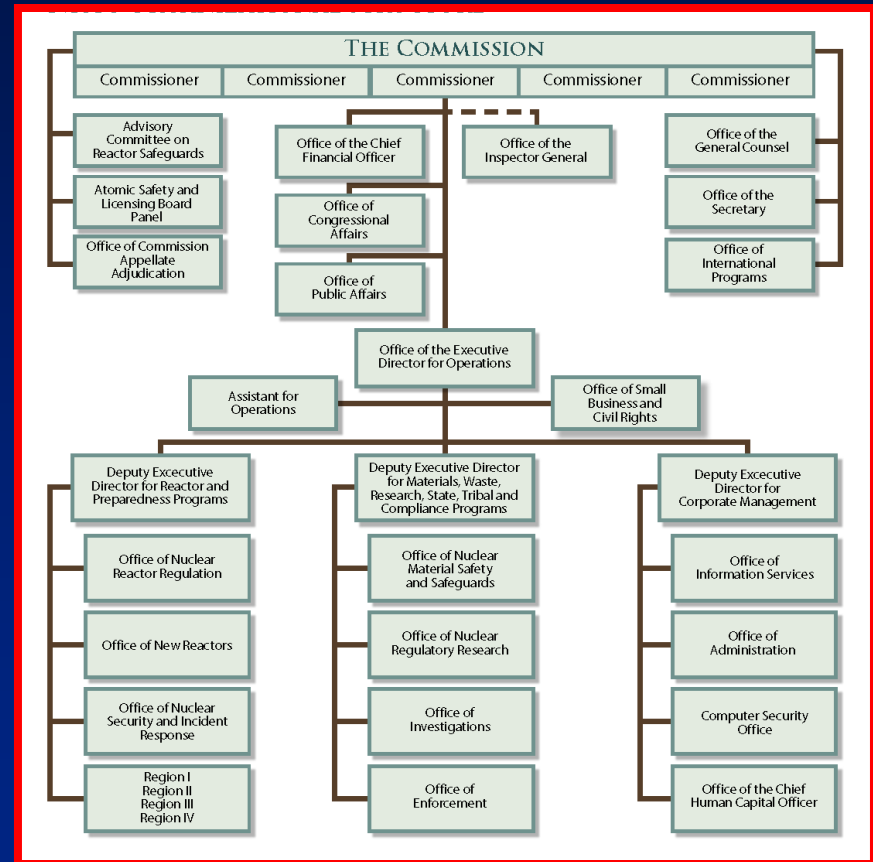 THE COMMISSION
Commissioner
Commissioner
Commissioner
Commissioner
Commissioner
Advisory
Committee on
Reactor Safeguards
Atomic Safety and
Licensing Board
Panel
Office of Commission
Appellate
Adjudication
Office of the Chief
Financial Officer
Office of
Congressional
Affairs
Office of
Public Affairs
Office of the
Inspector General
Office of the
General Counsel
Office of the
Secretary
Office of
International
Programs
Office of the Executive
Director for Operations
Assistant for
Operations
Office of Small
Business and
Civil Rights
Deputy Excecutive
Director for Reactor and
Preparedness Programs
Office of Nuclear
Reactor Regulation
Office of New Reactors
Office of Nuclear
Security and Incident
Response
Region I
Region II
Region III
Region IV
Deputy Executive Director
for Materials, Waste,
Research, State, Tribal and
Compliance Programs
Office of Nuclear
Material Safety
and Safeguards
Office of Nuclear
Regulatory Research
Office of
Investigations
Office of
Enforcement
Deputy Excecutive
Director for
Corporate Management
Office of
Information Services
Office of
Administration
Computer Security
Office
Office of the Chief
Human Capital Officer